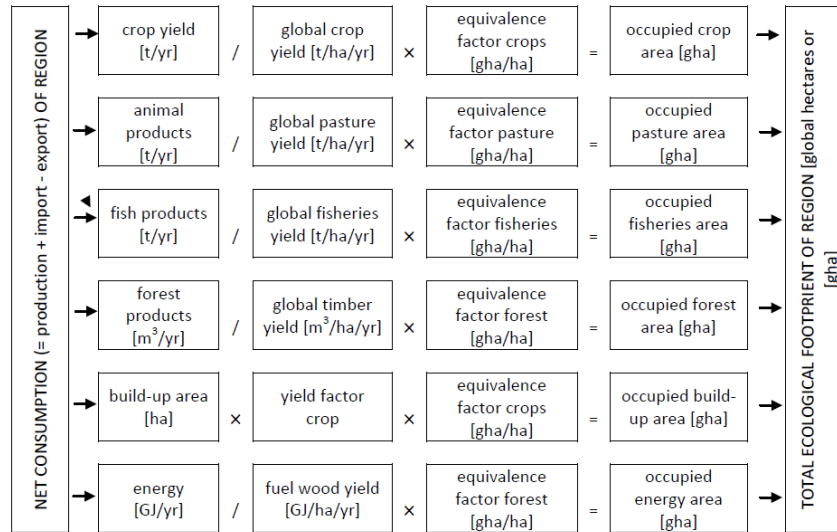 NET CONSUMPTION (= production + import - export) OF REGION
crop yield
[t/yr]
/
global crop
yield [t/ha/yr]
×
equivalence
factor crops
[gha/ha]
=
occupied crop
area [gha]
animal
products
[t/yr]
/
global pasture
yield [t/ha/yr]
×
equivalence
factor pasture
[gha/ha]
=
occupied
pasture area
[gha]
fish products
[t/yr]
/
global fisheries
yield [t/ha/yr]
×
equivalence
factor fisheries
[gha/ha]
=
occupied
fisheries area
[gha]
forest
products
[m³/yr]
/
global timber
yield [m³/ha/yr]
×
equivalence
factor forest
[gha/ha]
=
occupied forest
area [gha]
build-up area
[ha]
×
yield factor
crop
×
equivalence
factor crops
[gha/ha]
=
occupied build-
up area [gha]
energy
[GJ/yr]
/
fuel wood yield
[GJ/ha/yr]
×
equivalence
factor forest
[gha/ha]
=
occupied
energy area
[gha]
TOTAL ECOLOGICAL FOOTPRIENT OF REGION [global hectares or
[gha]